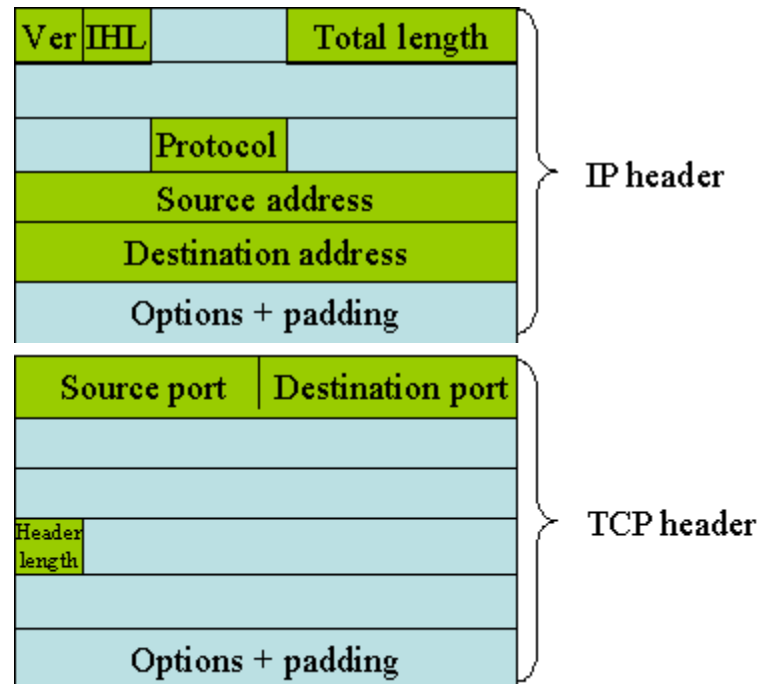 Ver IHL Total length
Protocol
IP header
Source address
Destination address
Options + padding
Source port Destination port
Header
length
TCP header
Options + padding